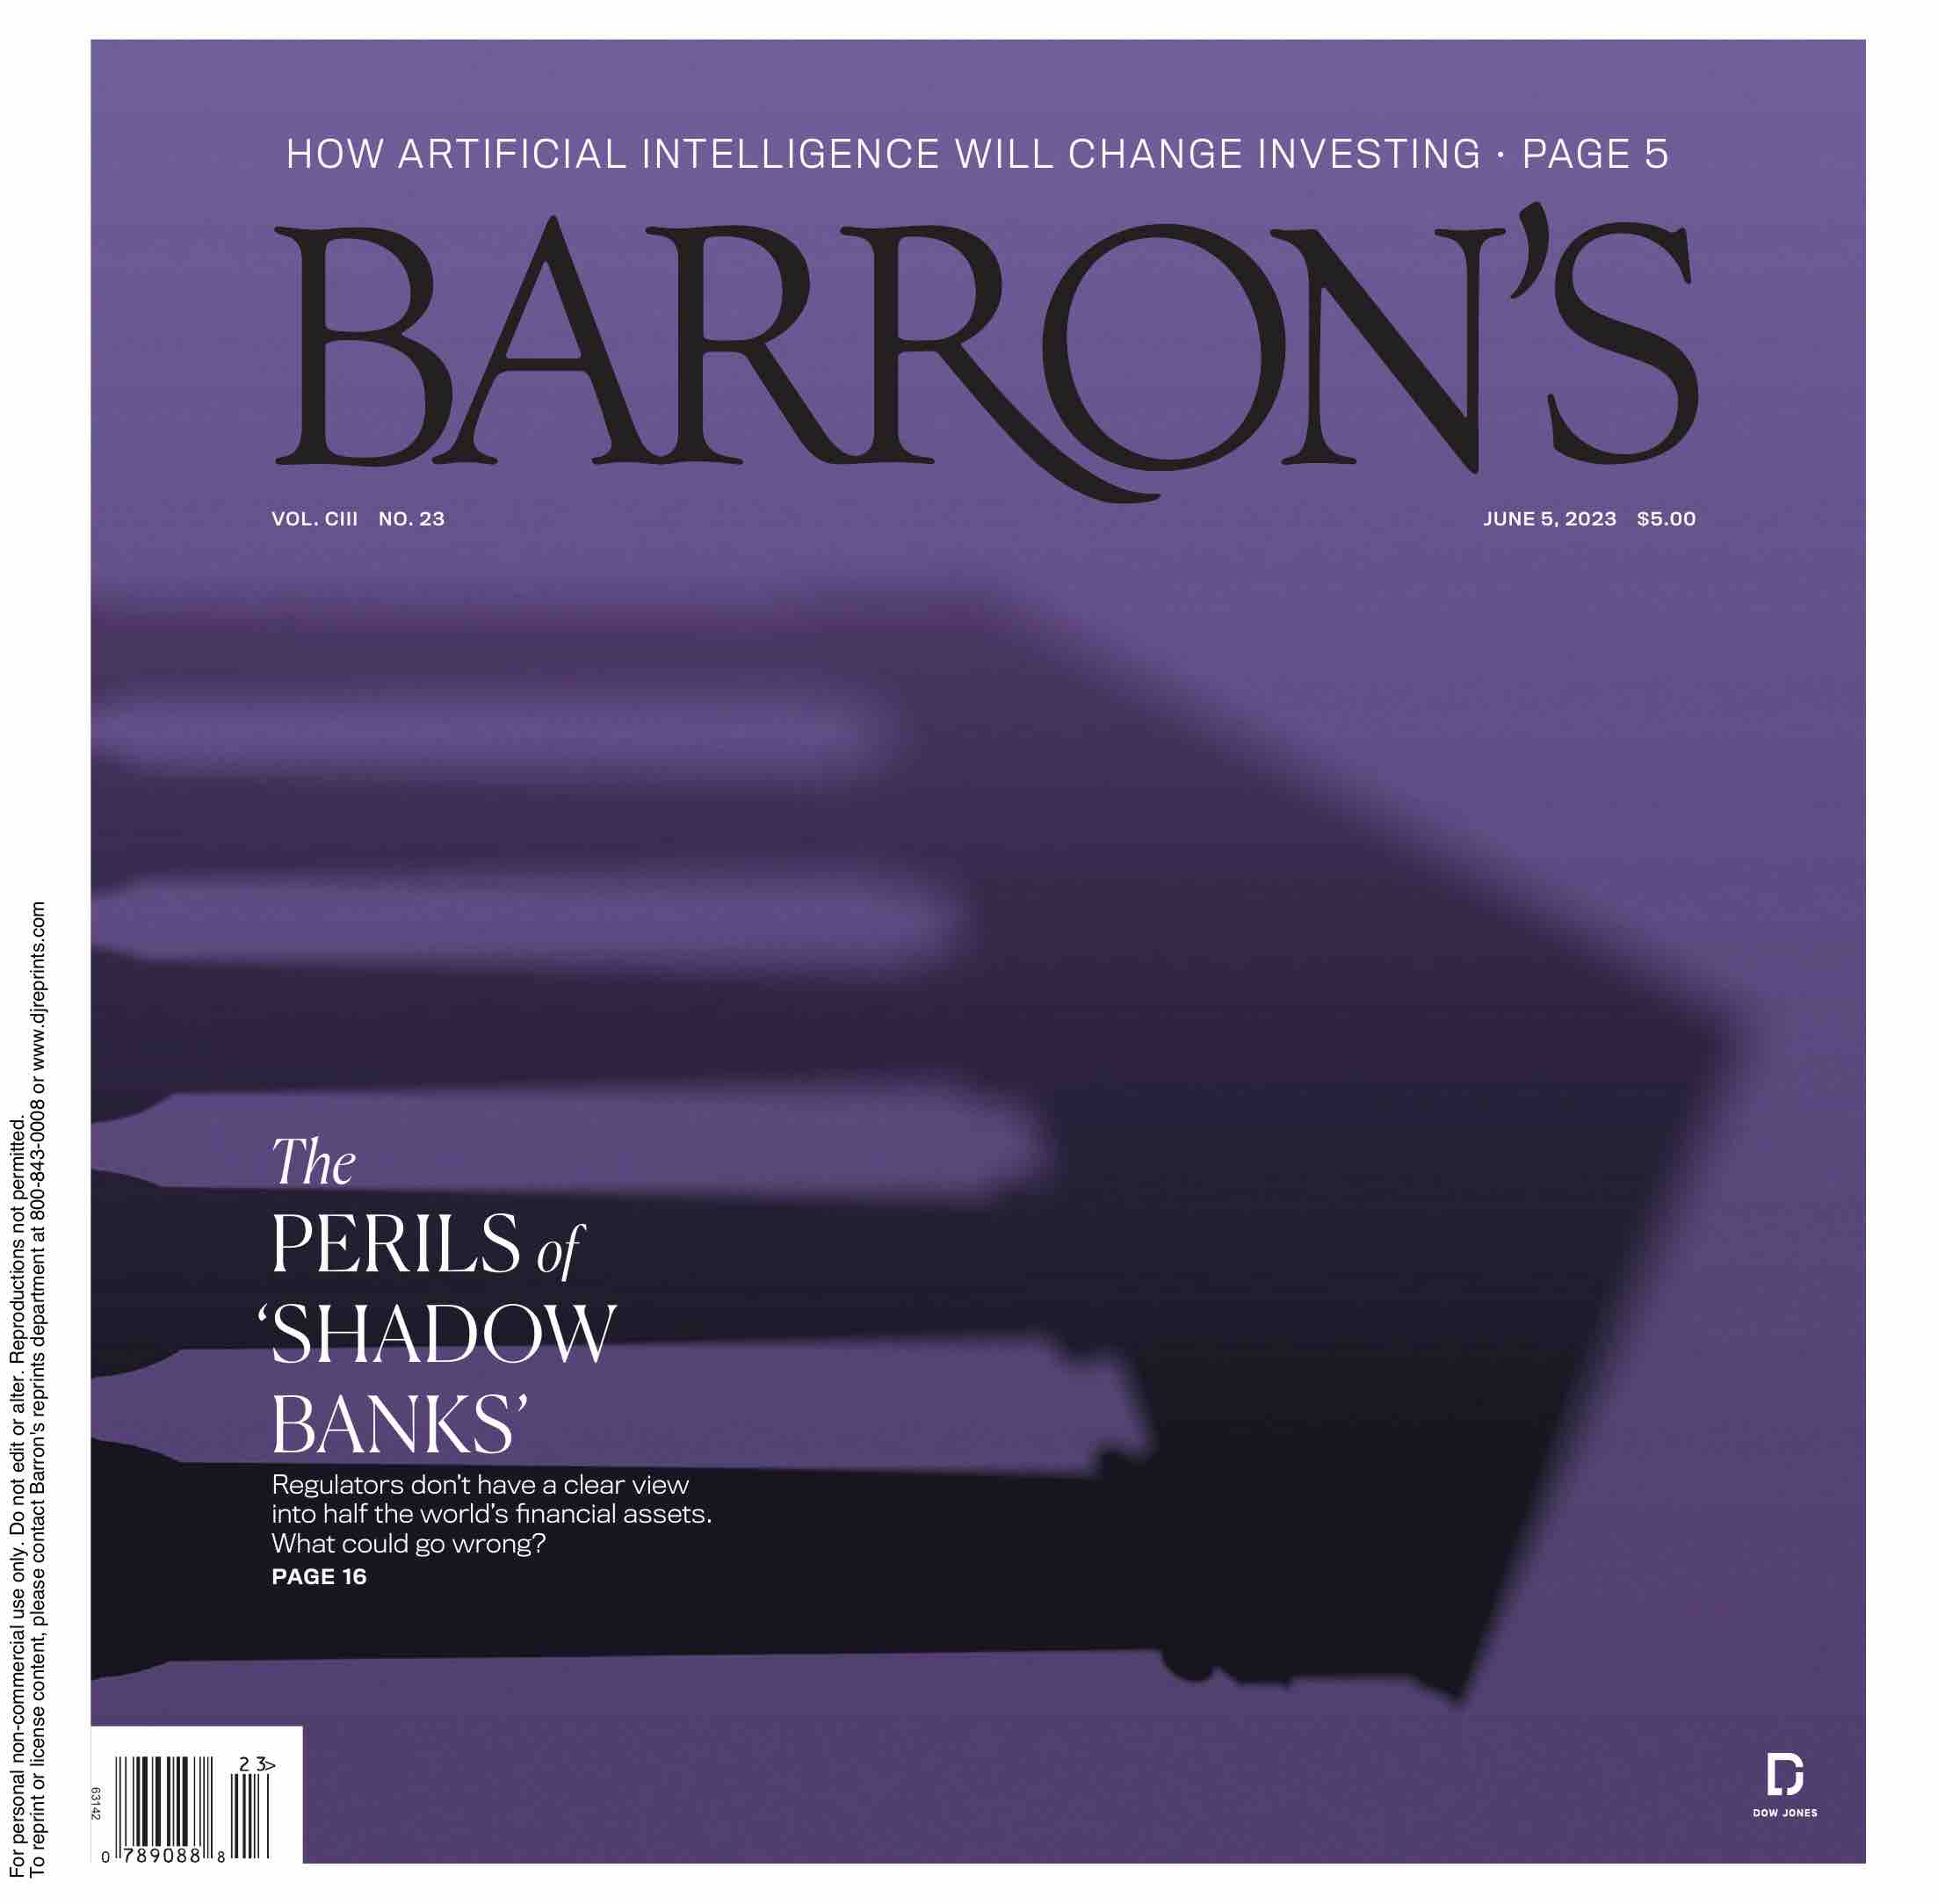 HOW ARTIFICIAL INTELLIGENCE WILL CHANGE INVESTING · PAGE 5
BARRON'S
VOL. CIII NO. 23
JUNE 5, 2023 $5.00
The
PERILS of
‘SHADOW
BANKS’
Regulators don’t have a clear view
into half the world’s financial assets.
What could go wrong?
PAGE 16
For personal non-commercial use only. Do not edit or alter. Reproductions not permitted.
To reprint or license content, please contact Barron's reprints department at 800-843-0008 or www.djreprints.com
63142
2 3>
0 789088 8
DOW JONES